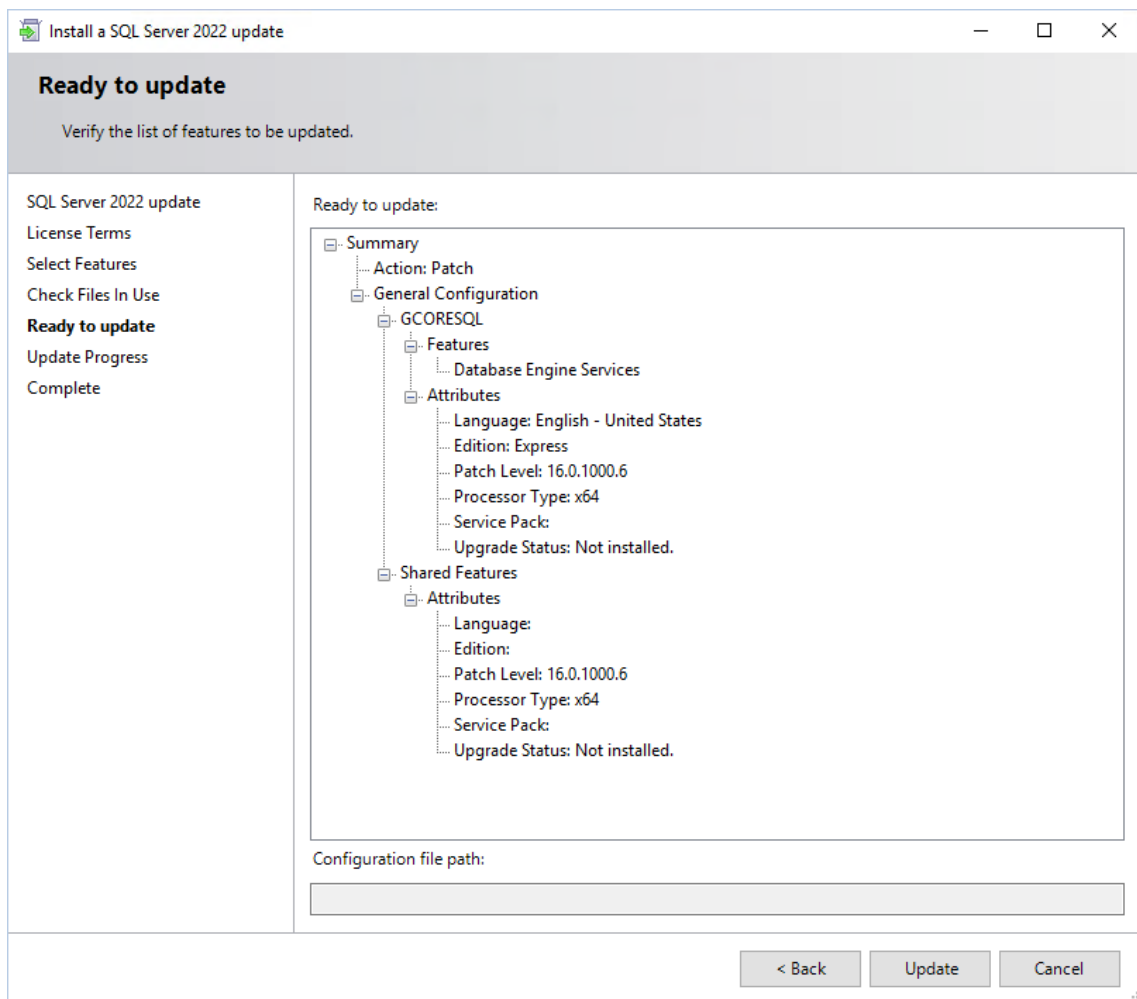 Install a SQL Server 2022 update
Ready to update
Verify the list of features to be updated.
SQL Server 2022 update
License Terms
Select Features
Check Files In Use
Ready to update
Update Progress
Complete
Ready to update:
Summary
Action: Patch
General Configuration
GCORESQL
Features
Database Engine Services
Attributes
Language: English - United States
Edition: Express
Patch Level: 16.0.1000.6
Processor Type: x64
Service Pack:
Upgrade Status: Not installed.
Shared Features
Attributes
Language:
Edition:
Patch Level: 16.0.1000.6
Processor Type: x64
Service Pack:
Upgrade Status: Not installed.
Configuration file path:
< Back
Update
Cancel